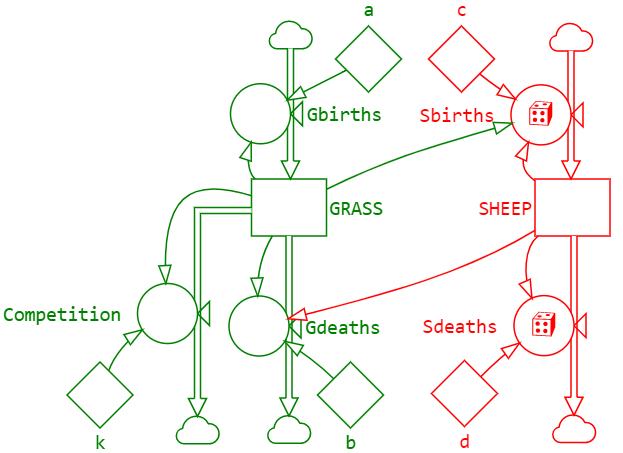 a
c
Gbirths
Sbirths
GRASS
SHEEP
Competition
Gdeaths
Sdeaths
k
b
d